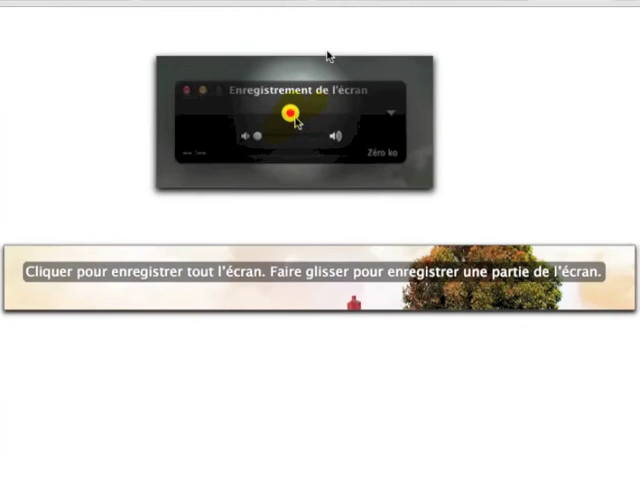 Enregistrement de l'écran
Zéro ko
Cliquer pour enregistrer tout l'écran. Faire glisser pour enregistrer une partie de l'écran.